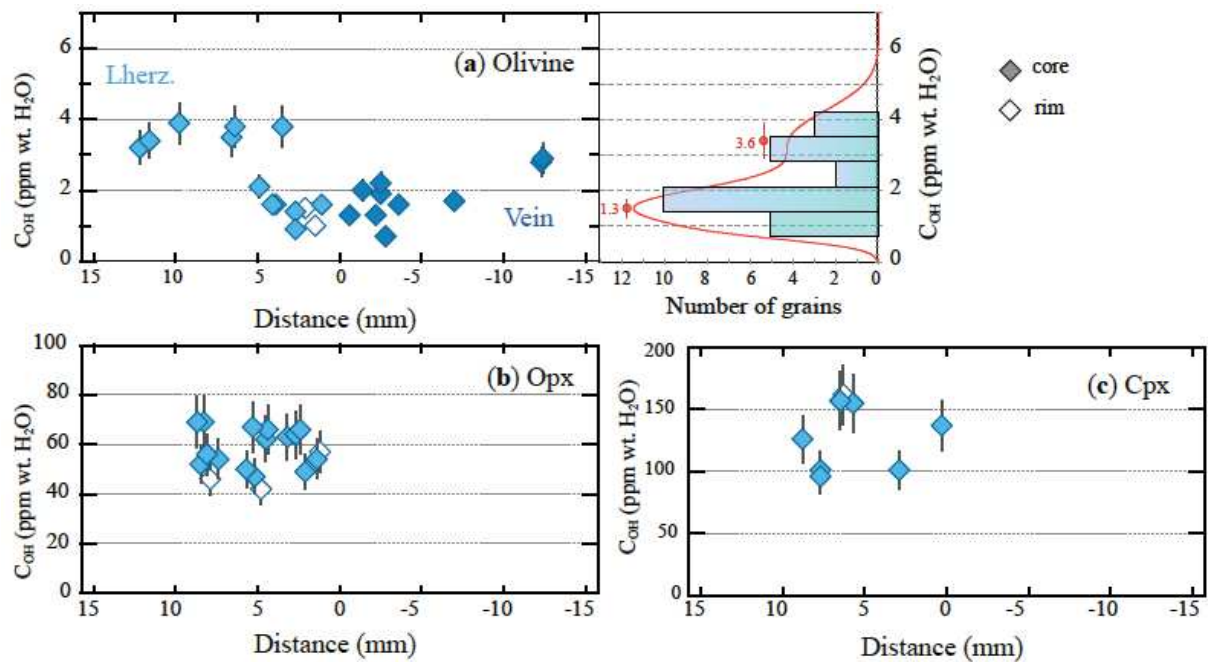 (a) Olivine
Lherz.
Vein
C_OH (ppm wt. H₂O)
6
4
2
0
15 10 5 0 -5 -10 -15
Distance (mm)
3.6
1.3
12 10 8 6 4 2 0
Number of grains
6
4
2
0
C_OH (ppm wt. H₂O)
core
rim
(b) Opx
C_OH (ppm wt. H₂O)
100
80
60
40
20
0
15 10 5 0 -5 -10 -15
Distance (mm)
(c) Cpx
C_OH (ppm wt. H₂O)
200
150
100
50
0
15 10 5 0 -5 -10 -15
Distance (mm)